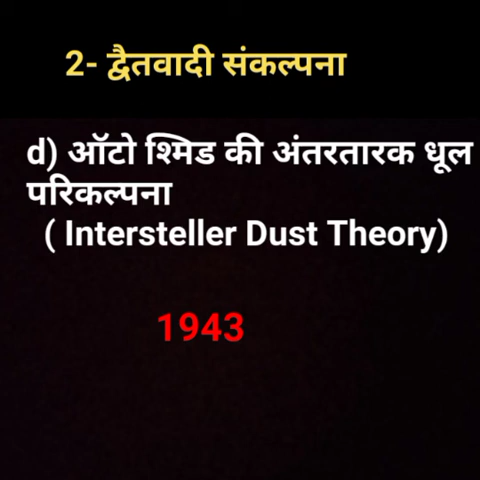 2- द्वैतवादी संकल्पना
d) ऑटो श्मिड की अंतरतारक धूल
परिकल्पना
( Intersteller Dust Theory)
1943